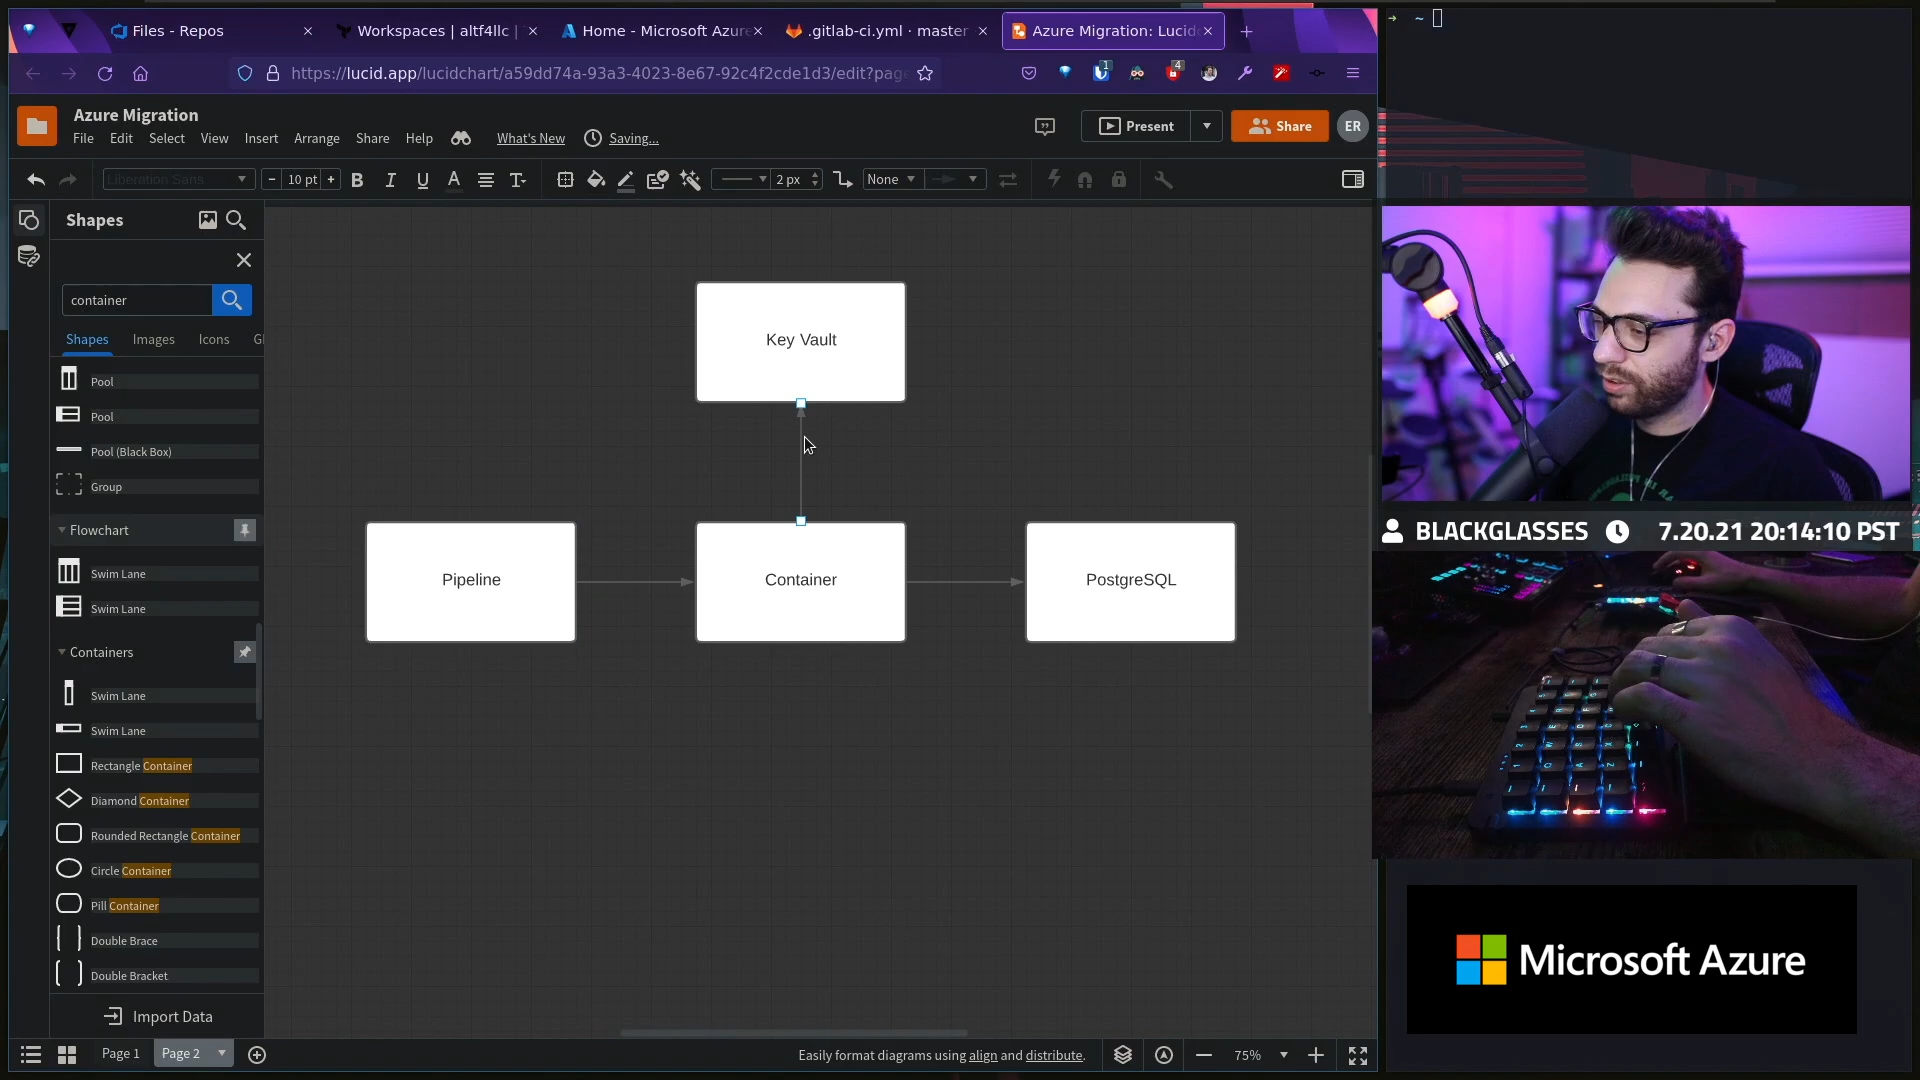 Files - Repos
Workspaces | altf4llc |
Home - Microsoft Azure
.gitlab-ci.yml · master
Azure Migration: Lucid
https://lucid.app/lucidchart/a59dd74a-93a3-4023-8e67-92c4f2cde1d3/edit?page
1
4
Azure Migration
File Edit Select View Insert Arrange Share Help What's New Saving...
Present
Share
ER
Liberation Sans
10 pt
B I U A T
2 px
None
Shapes
container
Shapes Images Icons Gl
Pool
Pool
Pool (Black Box)
Group
Flowchart
Swim Lane
Swim Lane
Containers
Swim Lane
Swim Lane
Rectangle Container
Diamond Container
Rounded Rectangle Container
Circle Container
Pill Container
Double Brace
Double Bracket
Import Data
Key Vault
Pipeline
Container
PostgreSQL
Page 1
Page 2
Easily format diagrams using align and distribute.
75%
~
BLACKGLASSES
7.20.21 20:14:10 PST
Microsoft Azure